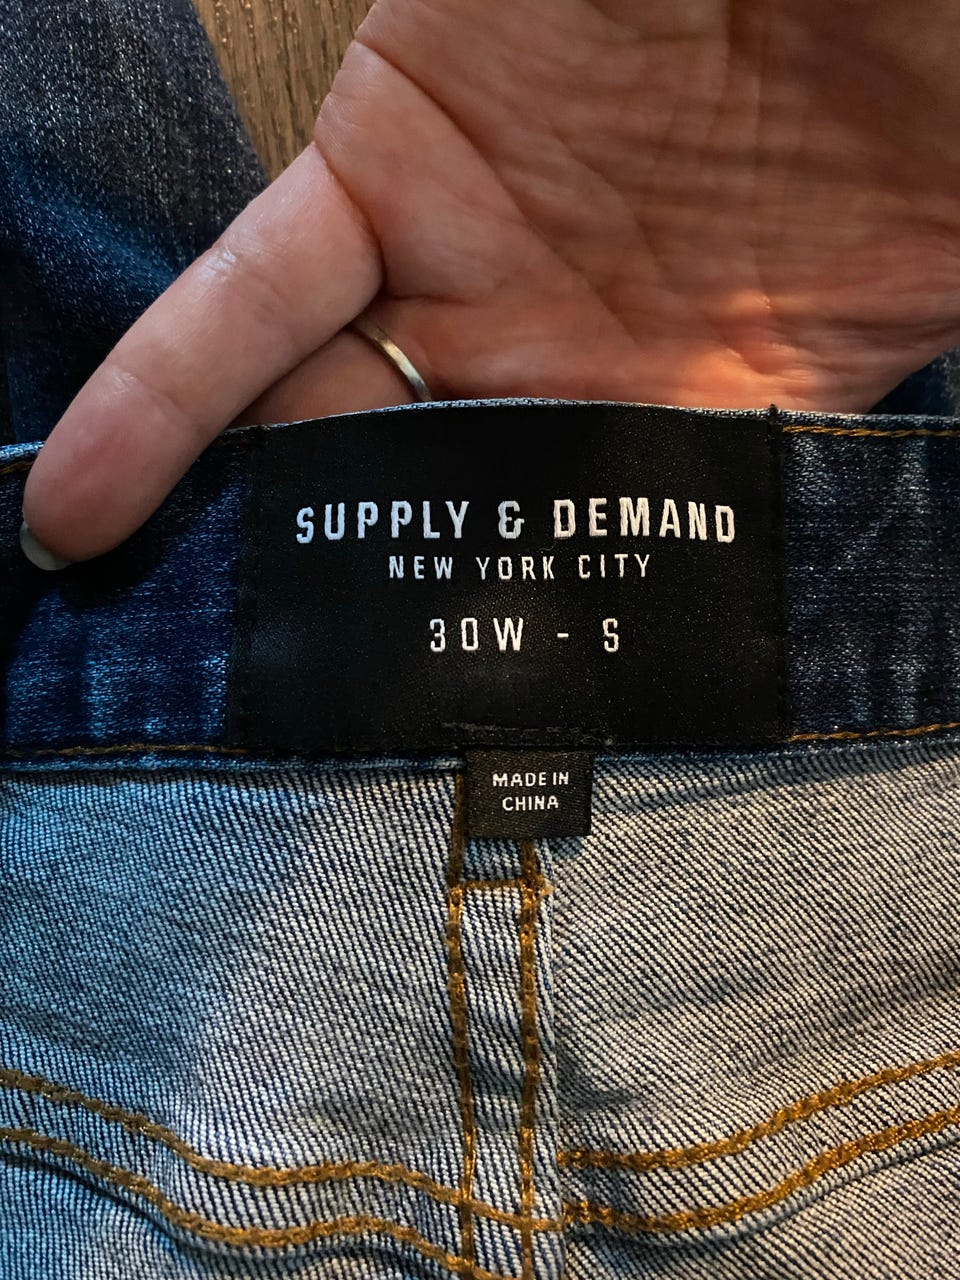 SUPPLY & DEMAND
NEW YORK CITY
30W - S
MADE IN
CHINA